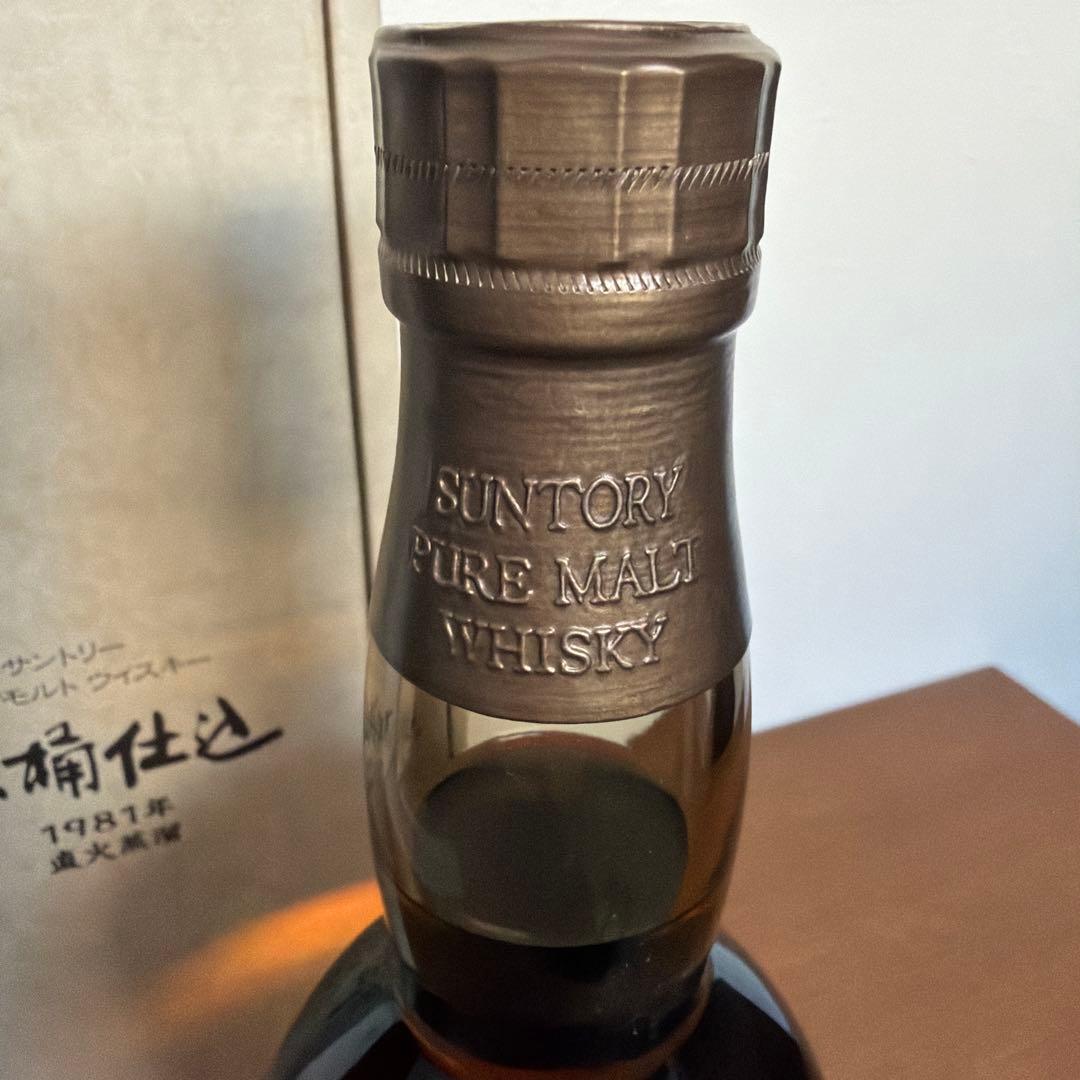 SUNTORY
PURE MALT
WHISKY
サントリー
モルト ウイスキー
桶仕込
1981年
直火蒸溜